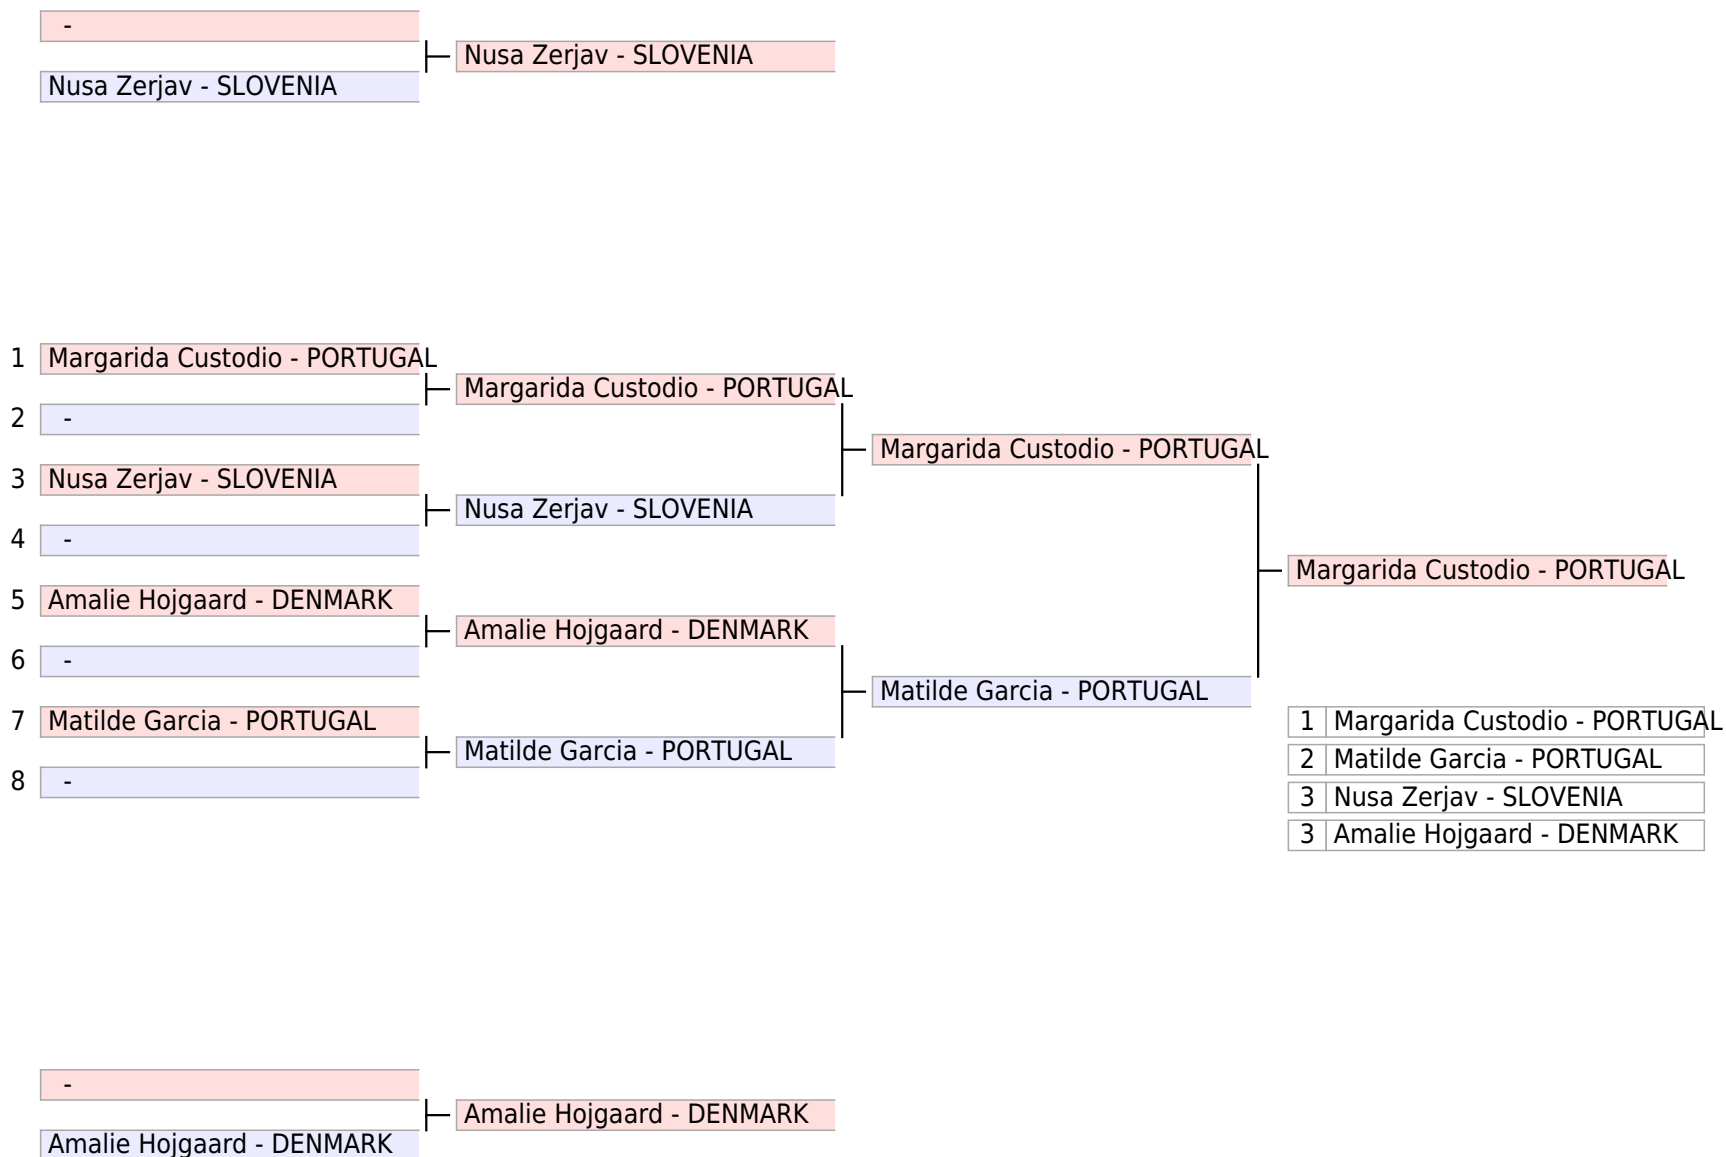 -
Nusa Zerjav - SLOVENIA
Nusa Zerjav - SLOVENIA
1 Margarida Custodio - PORTUGAL
Margarida Custodio - PORTUGAL
2 -
Margarida Custodio - PORTUGAL
3 Nusa Zerjav - SLOVENIA
Nusa Zerjav - SLOVENIA
4 -
Margarida Custodio - PORTUGAL
5 Amalie Hojgaard - DENMARK
Amalie Hojgaard - DENMARK
6 -
Matilde Garcia - PORTUGAL
7 Matilde Garcia - PORTUGAL
1 Margarida Custodio - PORTUGAL
Matilde Garcia - PORTUGAL
2 Matilde Garcia - PORTUGAL
8 -
3 Nusa Zerjav - SLOVENIA
3 Amalie Hojgaard - DENMARK
-
Amalie Hojgaard - DENMARK
Amalie Hojgaard - DENMARK